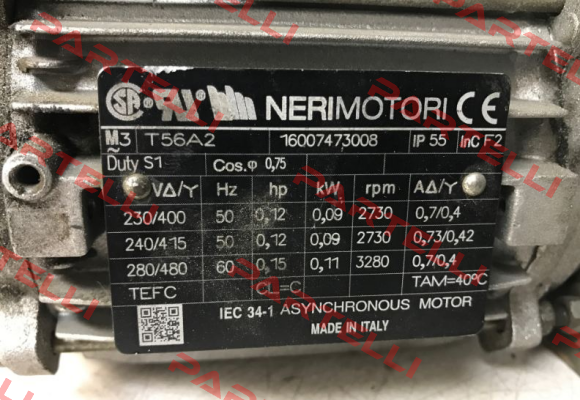 NERIMOTORI CE
M3~ T56A2 16007473008 IP 55 InC F2
Duty S1 Cos.φ 0,75
VΔ/Y Hz hp kW rpm AΔ/Y
230/400 50 0,12 0,09 2730 0,7/0,4
240/415 50 0,12 0,09 2730 0,73/0,42
280/480 60 0,15 0,11 3280 0,7/0,4
TEFC CL=C TAM=40°C
IEC 34-1 ASYNCHRONOUS MOTOR
MADE IN ITALY
PARTELLI
PARTELLI
PARTELLI
PARTELLI
PARTELLI